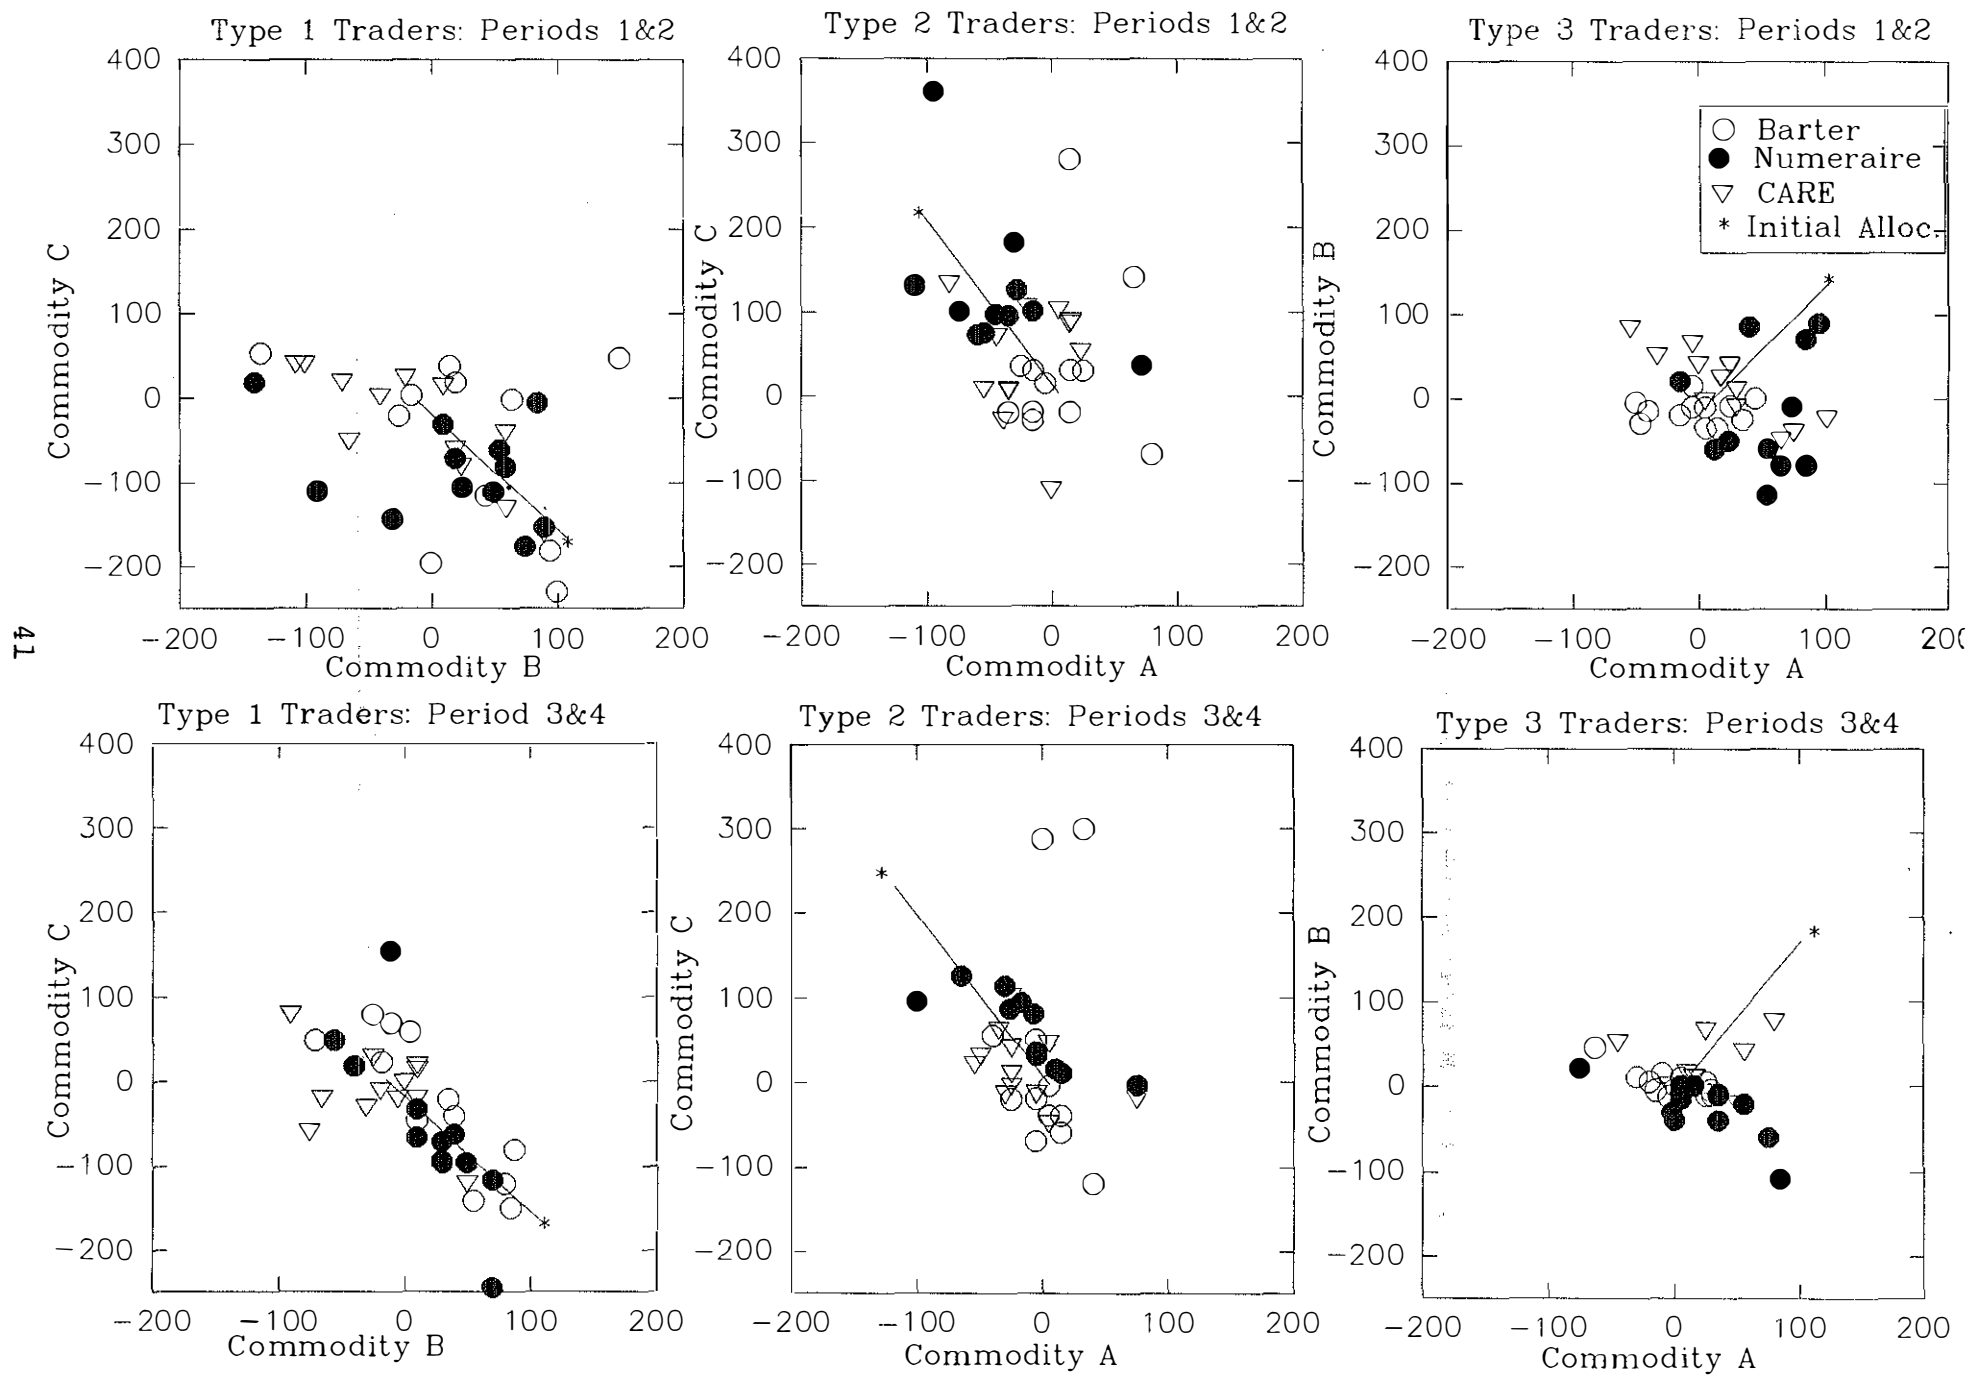 Type 1 Traders: Periods 1&2
Type 2 Traders: Periods 1&2
Type 3 Traders: Periods 1&2
400
300
200
100
0
−100
−200
Commodity C
−200 −100 0 100 200
Commodity B
400
300
200
100
0
−100
−200
Commodity C
−200 −100 0 100 200
Commodity A
400
300
200
100
0
−100
−200
Commodity B
−200 −100 0 100 200
Commodity A
Barter
Numeraire
CARE
* Initial Alloc.
41
Type 1 Traders: Period 3&4
Type 2 Traders: Periods 3&4
Type 3 Traders: Periods 3&4
400
300
200
100
0
−100
−200
Commodity C
−200 −100 0 100 200
Commodity B
400
300
200
100
0
−100
−200
Commodity C
−200 −100 0 100 200
Commodity A
400
300
200
100
0
−100
−200
Commodity B
−200 −100 0 100 200
Commodity A